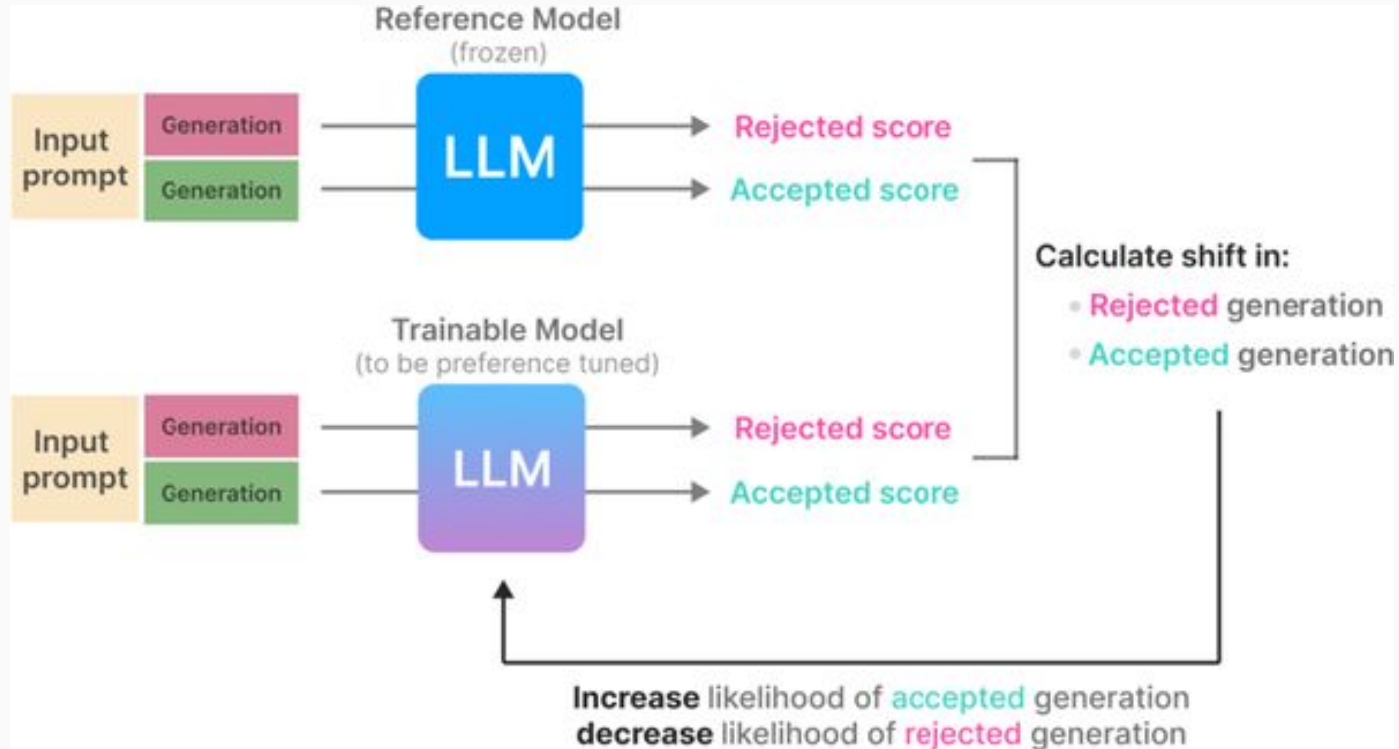 Reference Model
(frozen)
Input
prompt
Generation
Generation
LLM
Rejected score
Accepted score
Calculate shift in:
• Rejected generation
• Accepted generation
Trainable Model
(to be preference tuned)
Input
prompt
Generation
Generation
LLM
Rejected score
Accepted score
Increase likelihood of accepted generation
decrease likelihood of rejected generation